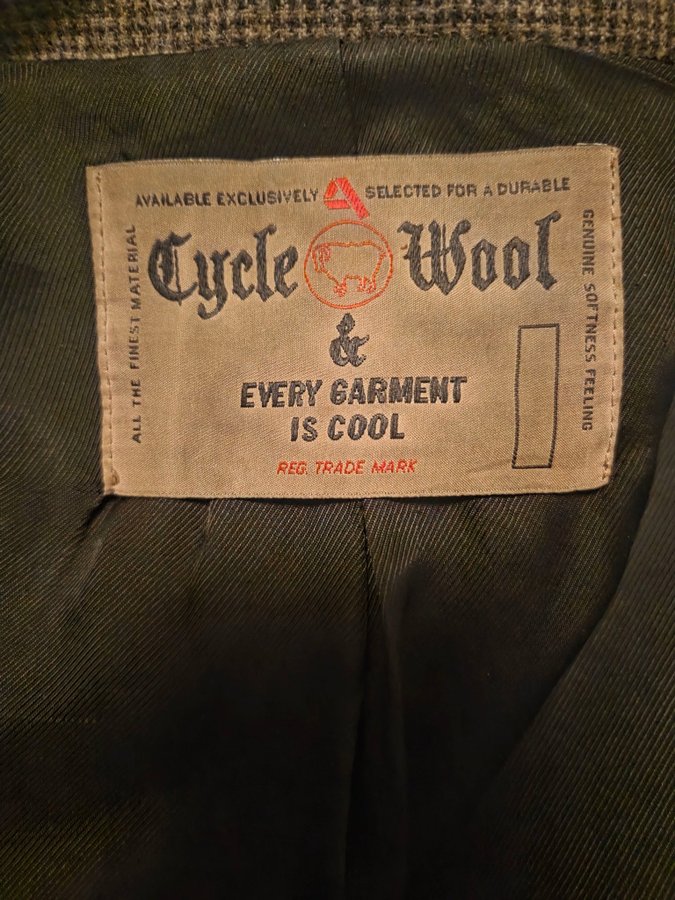 AVAILABLE EXCLUSIVELY SELECTED FOR A DURABLE
ALL THE FINEST MATERIAL
Cycle Wool
&
EVERY GARMENT
IS COOL
REG. TRADE MARK
GENUINE SOFTNESS FEELING